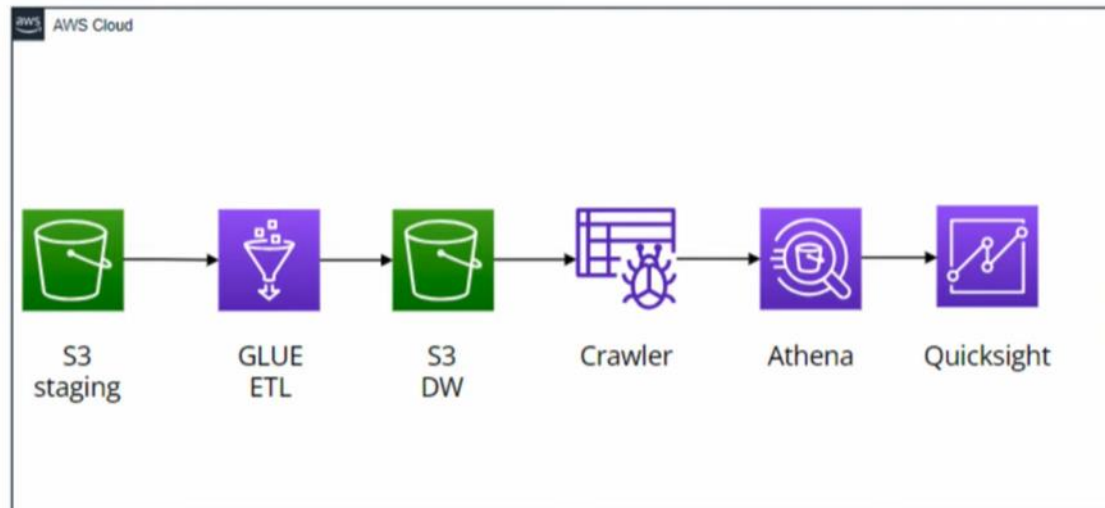 aws
AWS Cloud
S3
staging
GLUE
ETL
S3
DW
Crawler
Athena
Quicksight